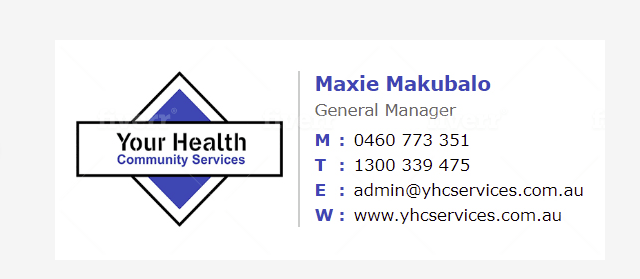 Your Health
Community Services
Maxie Makubalo
General Manager
M : 0460 773 351
T : 1300 339 475
E : admin@yhcservices.com.au
W : www.yhcservices.com.au